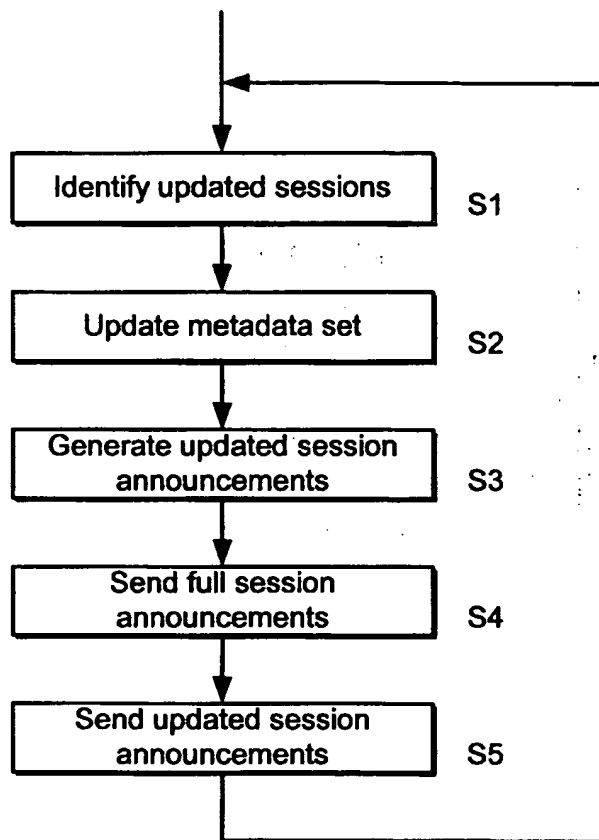 Identify updated sessions
S1
Update metadata set
S2
Generate updated session
announcements
S3
Send full session
announcements
S4
Send updated session
announcements
S5